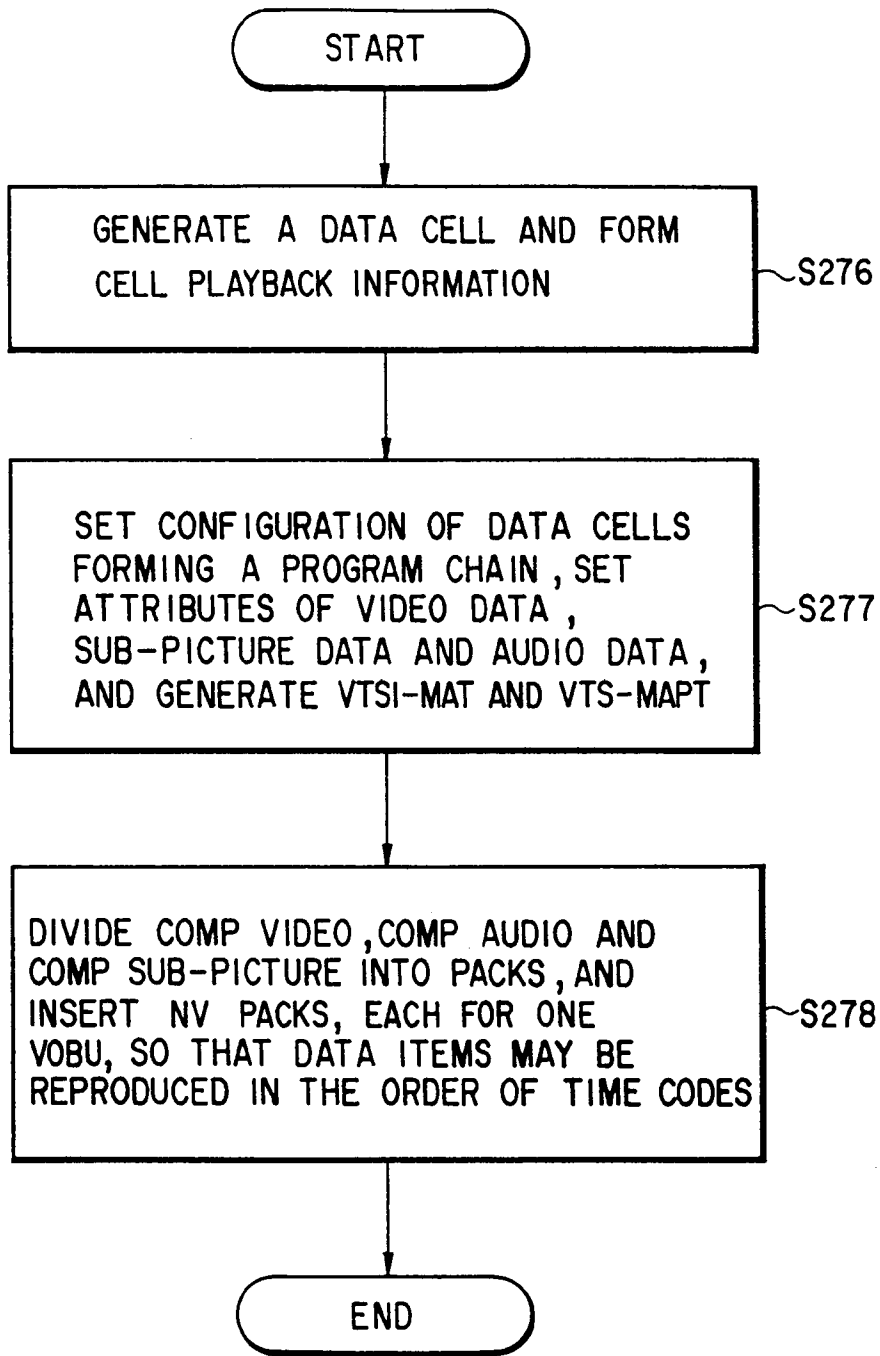 START
GENERATE A DATA CELL AND FORM
CELL PLAYBACK INFORMATION
S276
SET CONFIGURATION OF DATA CELLS
FORMING A PROGRAM CHAIN, SET
ATTRIBUTES OF VIDEO DATA,
SUB-PICTURE DATA AND AUDIO DATA,
AND GENERATE VTSI-MAT AND VTS-MAPT
S277
DIVIDE COMP VIDEO, COMP AUDIO AND
COMP SUB-PICTURE INTO PACKS, AND
INSERT NV PACKS, EACH FOR ONE
VOBU, SO THAT DATA ITEMS MAY BE
REPRODUCED IN THE ORDER OF TIME CODES
S278
END